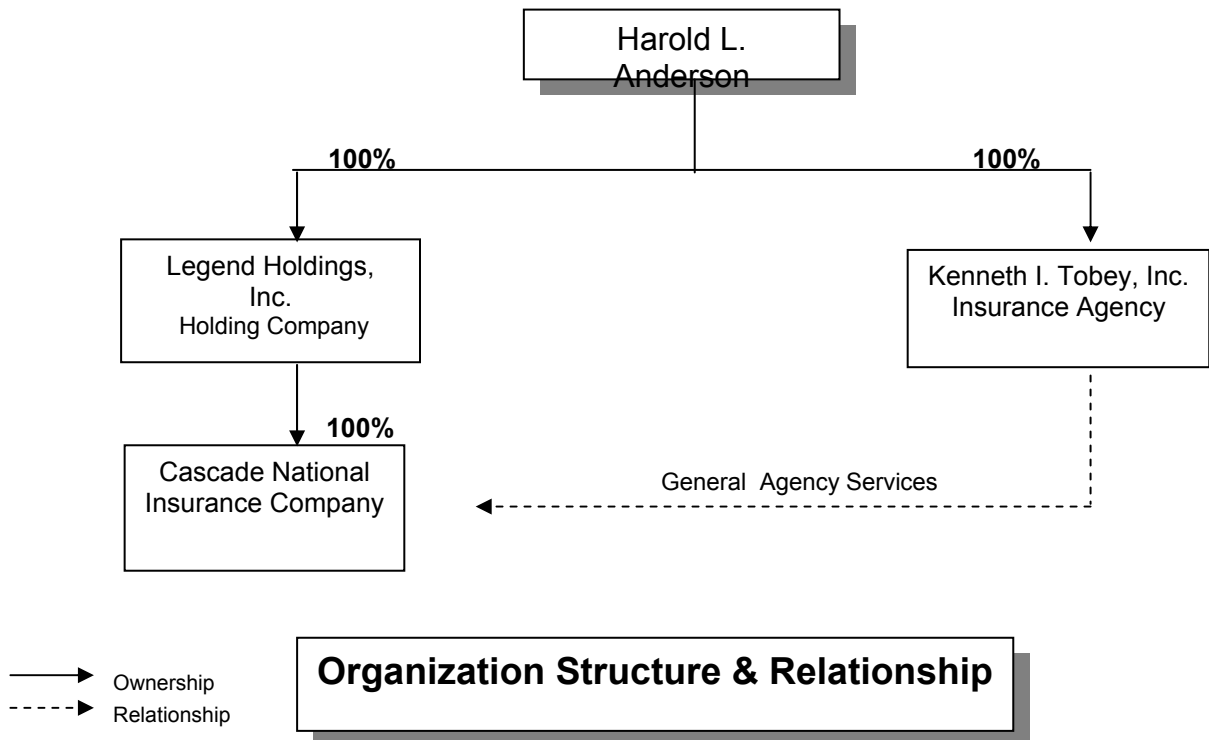 Harold L.
Anderson
100%
100%
Legend Holdings,
Inc.
Holding Company
Kenneth I. Tobey, Inc.
Insurance Agency
100%
Cascade National
Insurance Company
General Agency Services
Organization Structure & Relationship
Ownership
Relationship